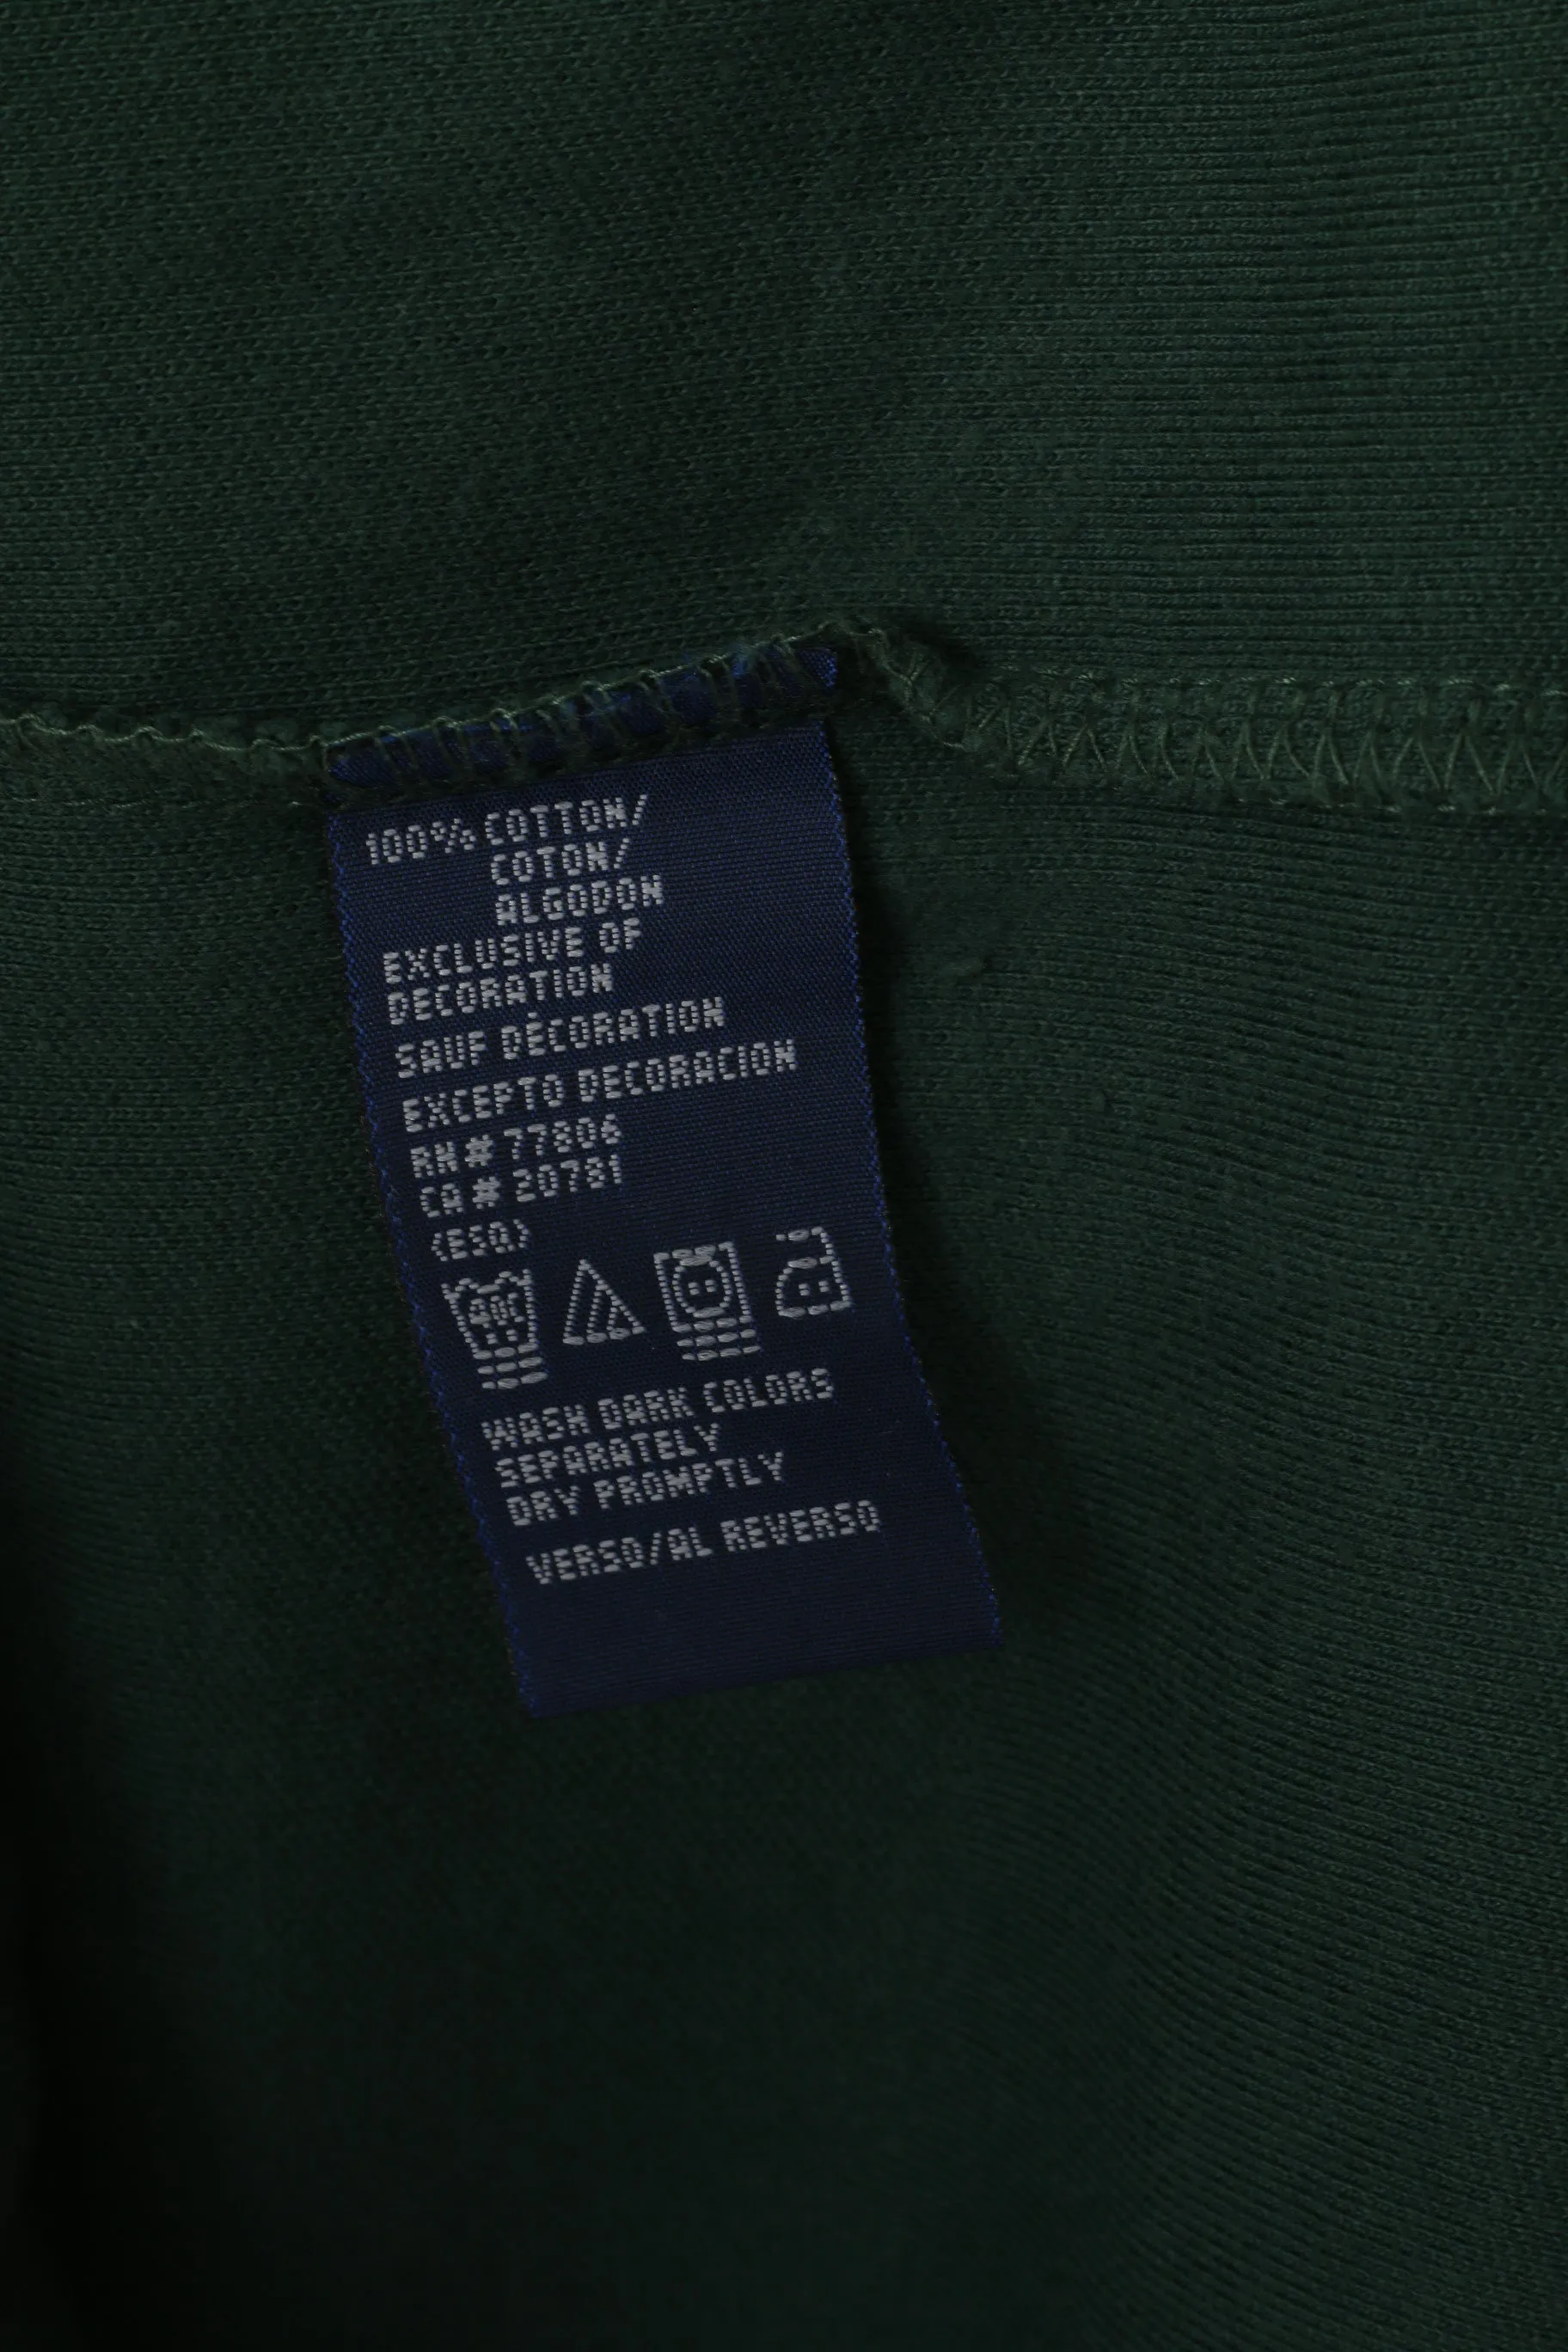 100% COTTON/
COTON/
ALGODON
EXCLUSIVE OF
DECORATION
SAUF DÉCORATION
EXCEPTO DECORACION
RN# 77806
CA# 20781
(ESQ)
40C
WASH DARK COLORS
SEPARATELY
DRY PROMPTLY
VERSO/AL REVERSO